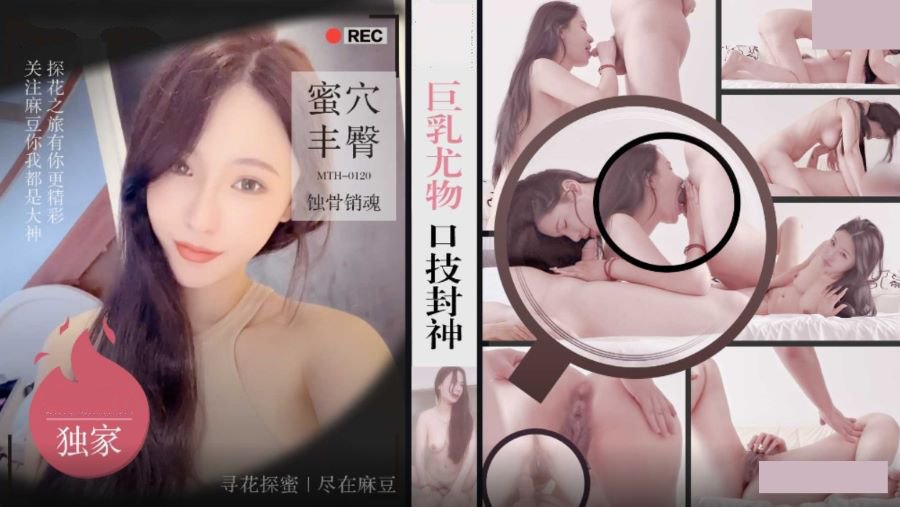 REC
探花之旅有你更精彩
关注麻豆你我都是大神
蜜穴
丰臀
MTH-0120
蚀骨销魂
独家
寻花探蜜 | 尽在麻豆
巨乳尤物
口技封神